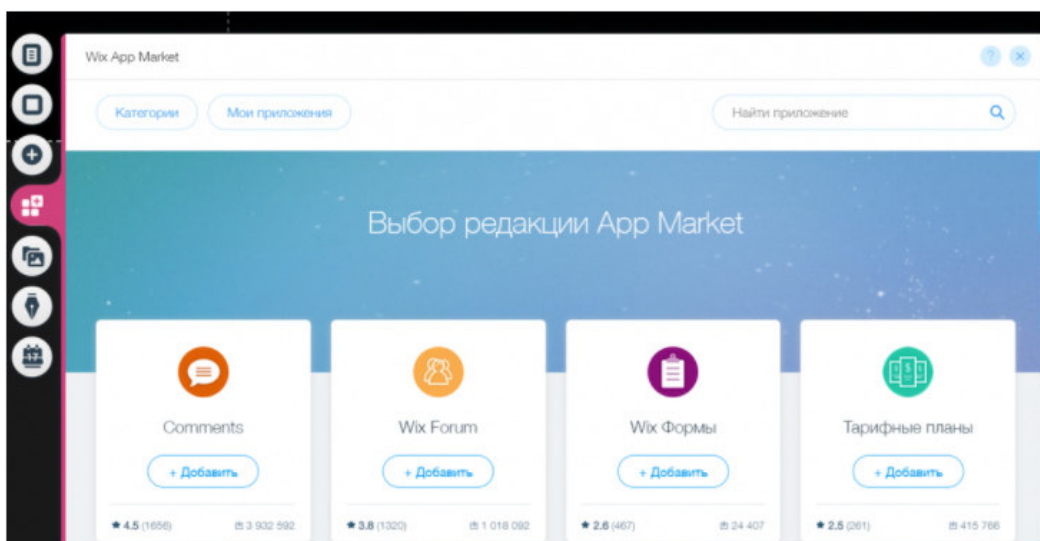 Wix App Market
?
Категории Мои приложения Найти приложение
Выбор редакции App Market
Comments Wix Forum Wix Формы Тарифные планы
+ Добавить + Добавить + Добавить + Добавить
★ 4.5 (1656) 3 932 592 ★ 3.8 (1320) 1 018 092 ★ 2.6 (467) 24 407 ★ 2.5 (261) 415 766
17